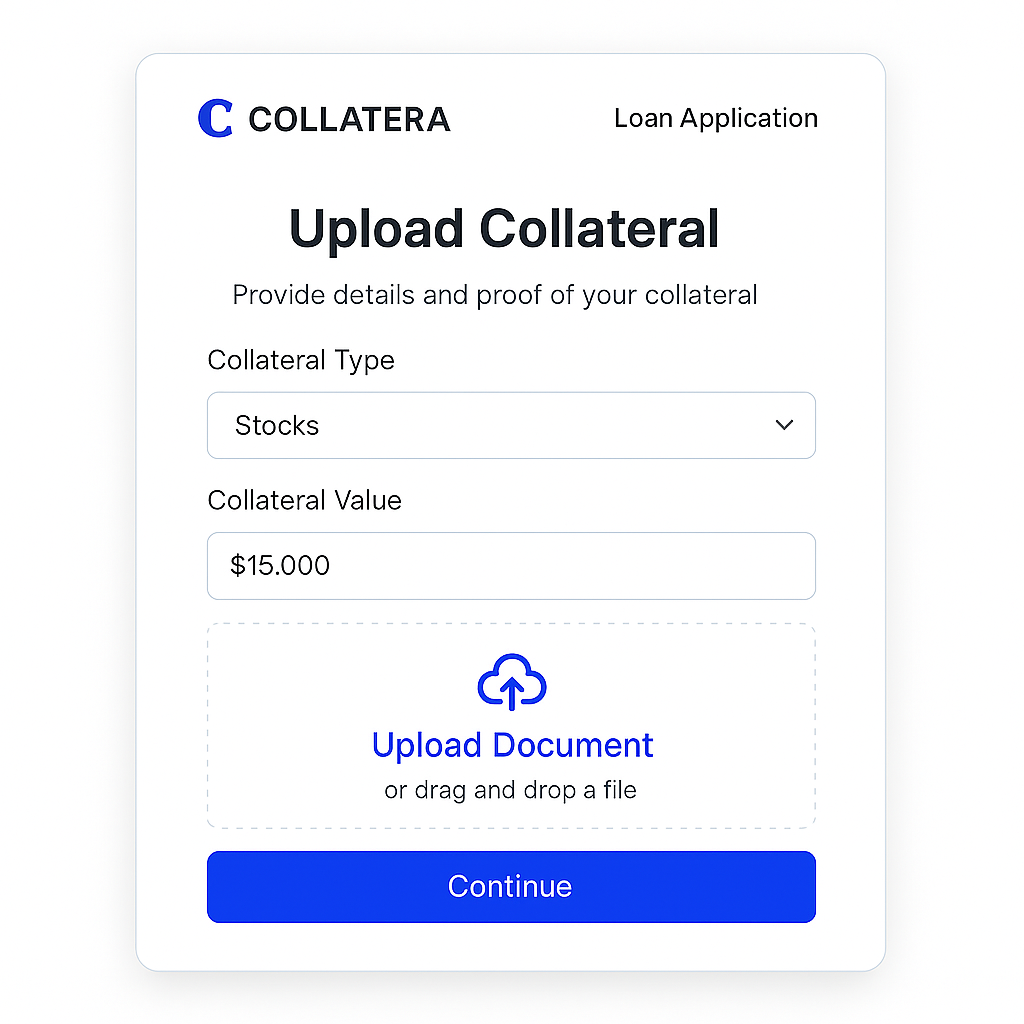 C COLLATERA
Loan Application
Upload Collateral
Provide details and proof of your collateral
Collateral Type
Stocks
Collateral Value
$15.000
Upload Document
or drag and drop a file
Continue